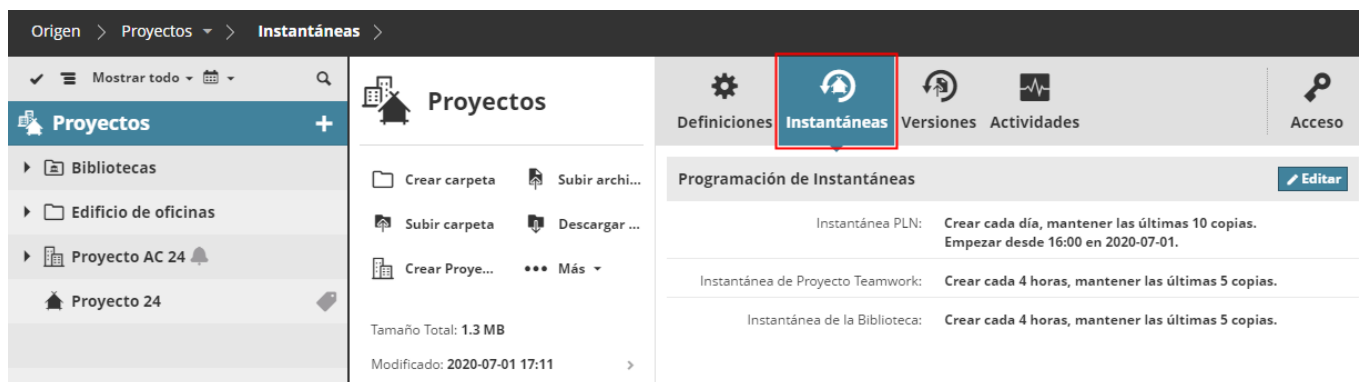 Origen > Proyectos > Instantáneas >
Mostrar todo
Proyectos +
Bibliotecas
Edificio de oficinas
Proyecto AC 24
Proyecto 24
Proyectos
Crear carpeta Subir archi...
Subir carpeta Descargar ...
Crear Proye... Más
Tamaño Total: 1.3 MB
Modificado: 2020-07-01 17:11 >
Definiciones Instantáneas Versiones Actividades Acceso
Programación de Instantáneas Editar
Instantánea PLN: Crear cada día, mantener las últimas 10 copias.
Empezar desde 16:00 en 2020-07-01.
Instantánea de Proyecto Teamwork: Crear cada 4 horas, mantener las últimas 5 copias.
Instantánea de la Biblioteca: Crear cada 4 horas, mantener las últimas 5 copias.